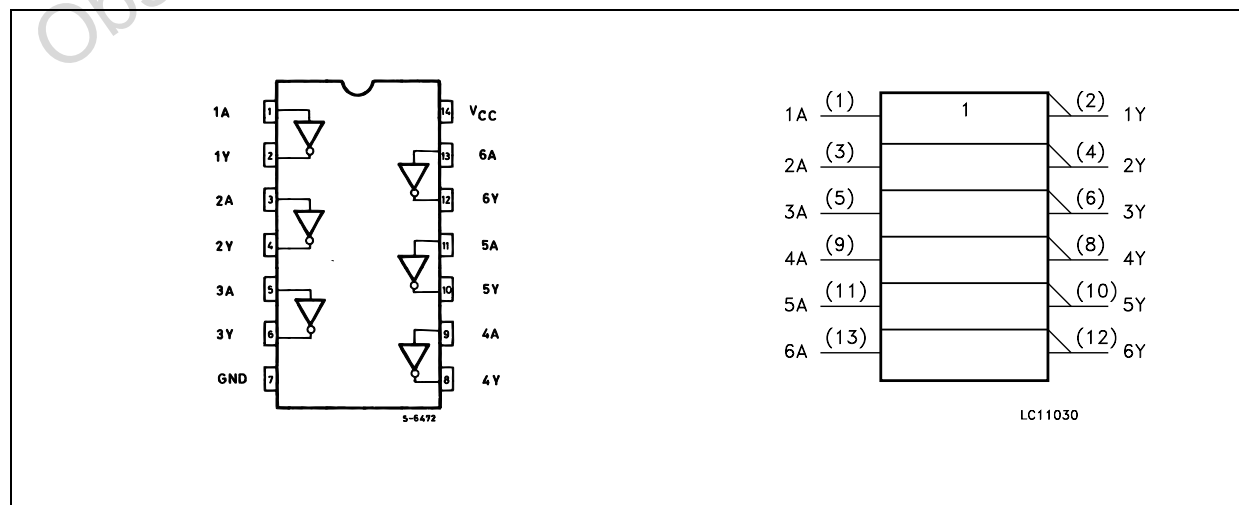 Obs
1A 1 14 VCC
1Y 2 13 6A
2A 3 12 6Y
2Y 4 11 5A
3A 5 10 5Y
3Y 6 9 4A
GND 7 8 4Y
S-6472
1A (1) 1 (2) 1Y
2A (3) (4) 2Y
3A (5) (6) 3Y
4A (9) (8) 4Y
5A (11) (10) 5Y
6A (13) (12) 6Y
LC11030